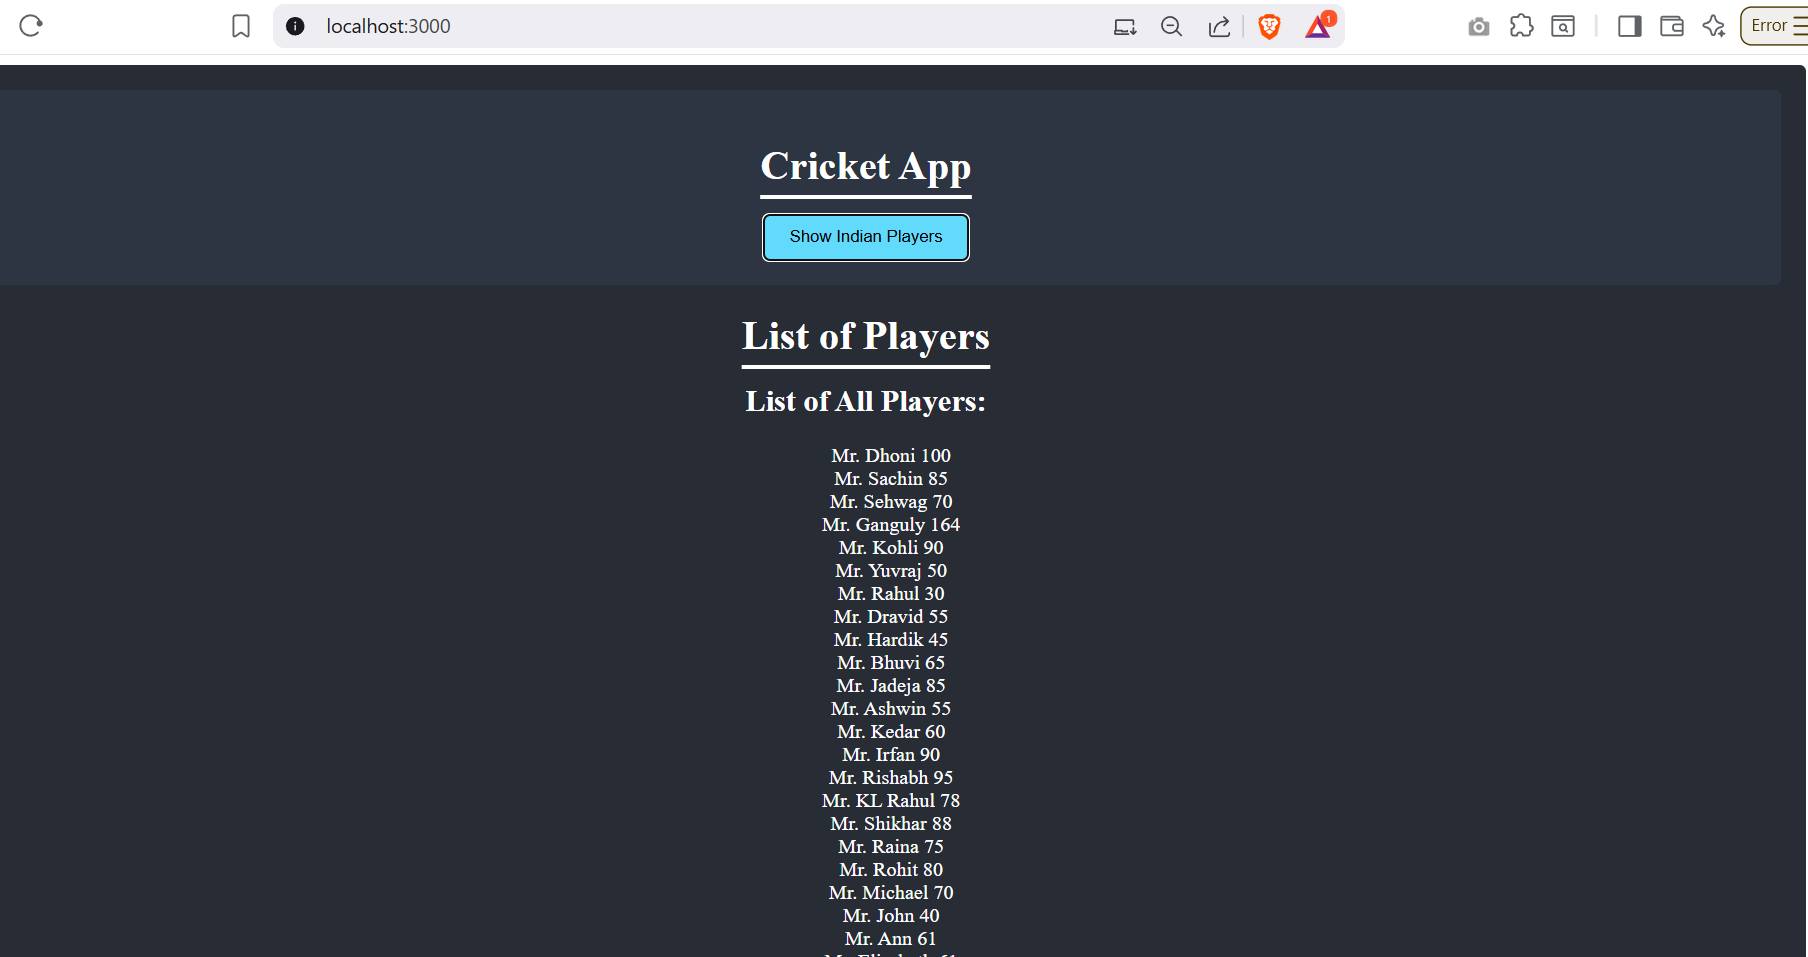 localhost:3000
1
Error
Cricket App
Show Indian Players
List of Players
List of All Players:
Mr. Dhoni 100
Mr. Sachin 85
Mr. Sehwag 70
Mr. Ganguly 164
Mr. Kohli 90
Mr. Yuvraj 50
Mr. Rahul 30
Mr. Dravid 55
Mr. Hardik 45
Mr. Bhuvi 65
Mr. Jadeja 85
Mr. Ashwin 55
Mr. Kedar 60
Mr. Irfan 90
Mr. Rishabh 95
Mr. KL Rahul 78
Mr. Shikhar 88
Mr. Raina 75
Mr. Rohit 80
Mr. Michael 70
Mr. John 40
Mr. Ann 61